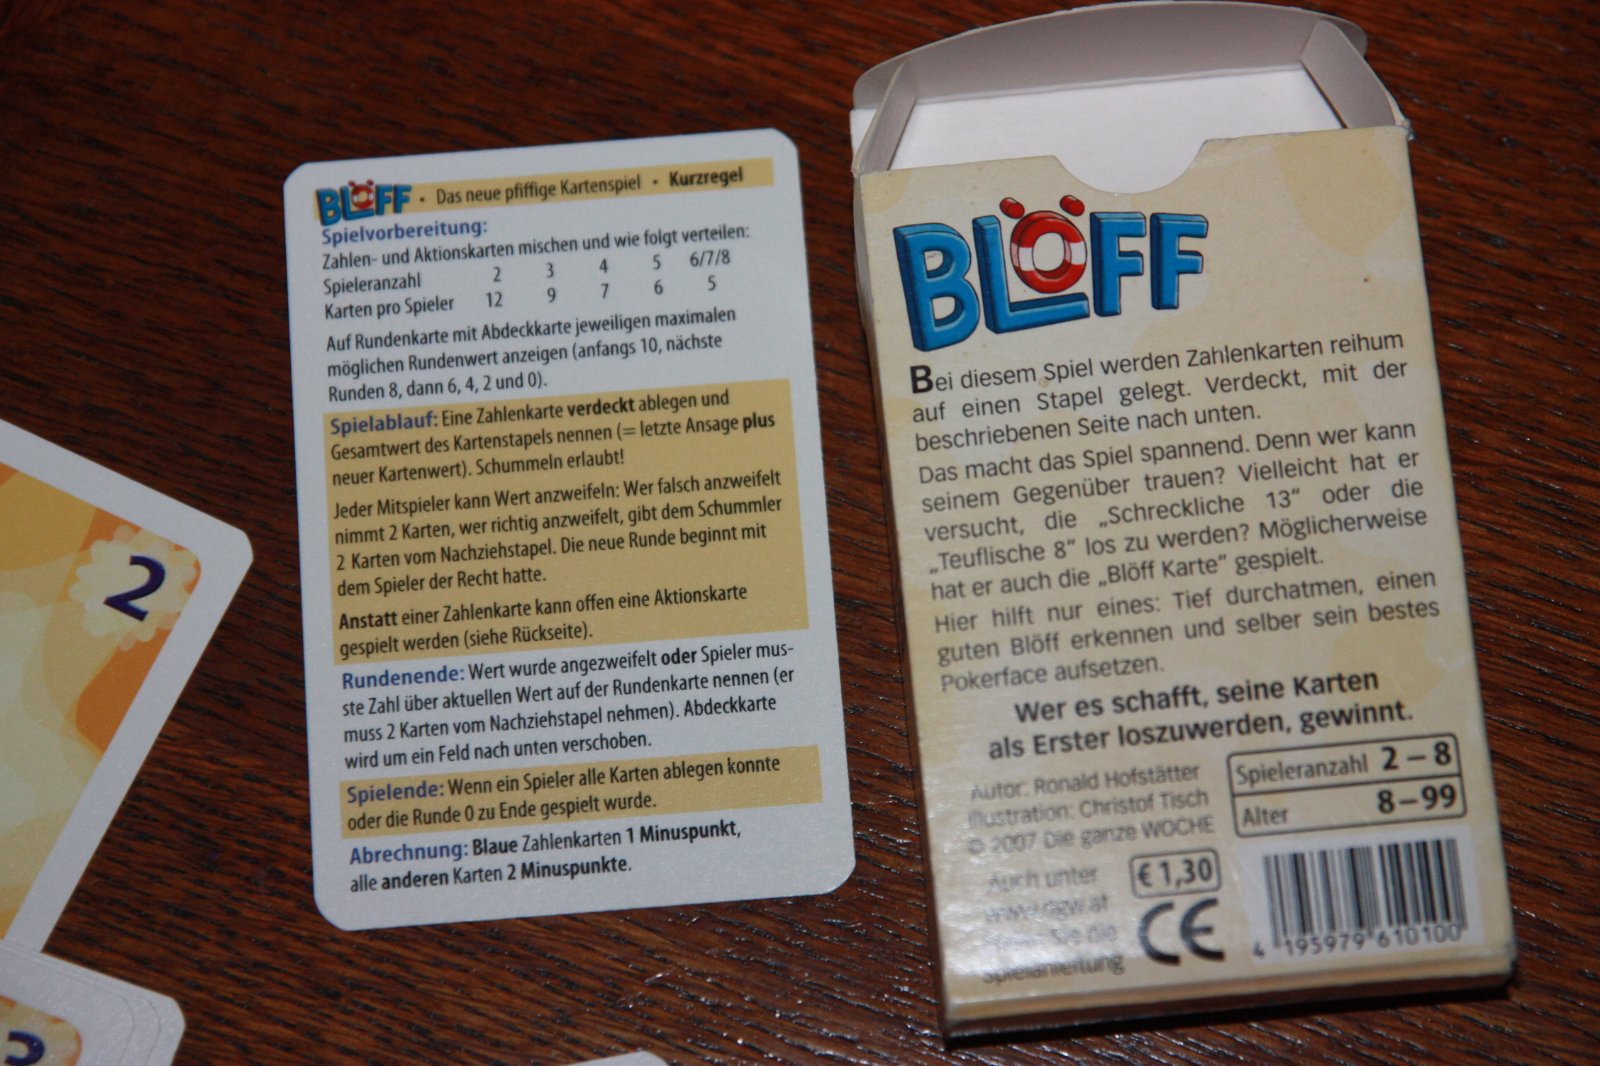 BLÖFF • Das neue pfiffige Kartenspiel • Kurzregel
Spielvorbereitung:
Zahlen- und Aktionskarten mischen und wie folgt verteilen:
Spieleranzahl 2 3 4 5 6/7/8
Karten pro Spieler 12 9 7 6 5
Auf Rundenkarte mit Abdeckkarte jeweiligen maximalen
möglichen Rundenwert anzeigen (anfangs 10, nächste
Runden 8, dann 6, 4, 2 und 0).
Spielablauf: Eine Zahlenkarte verdeckt ablegen und
Gesamtwert des Kartenstapels nennen (= letzte Ansage plus
neuer Kartenwert). Schummeln erlaubt!
Jeder Mitspieler kann Wert anzweifeln: Wer falsch anzweifelt
nimmt 2 Karten, wer richtig anzweifelt, gibt dem Schummler
2 Karten vom Nachziehstapel. Die neue Runde beginnt mit
dem Spieler der Recht hatte.
Anstatt einer Zahlenkarte kann offen eine Aktionskarte
gespielt werden (siehe Rückseite).
Rundenende: Wert wurde angezweifelt oder Spieler mus-
ste Zahl über aktuellen Wert auf der Rundenkarte nennen (er
muss 2 Karten vom Nachziehstapel nehmen). Abdeckkarte
wird um ein Feld nach unten verschoben.
Spielende: Wenn ein Spieler alle Karten ablegen konnte
oder die Runde 0 zu Ende gespielt wurde.
Abrechnung: Blaue Zahlenkarten 1 Minuspunkt,
alle anderen Karten 2 Minuspunkte.
BLÖFF
Bei diesem Spiel werden Zahlenkarten reihum
auf einen Stapel gelegt. Verdeckt, mit der
beschriebenen Seite nach unten.
Das macht das Spiel spannend. Denn wer kann
seinem Gegenüber trauen? Vielleicht hat er
versucht, die „Schreckliche 13“ oder die
„Teuflische 8“ los zu werden? Möglicherweise
hat er auch die „Blöff Karte“ gespielt.
Hier hilft nur eines: Tief durchatmen, einen
guten Blöff erkennen und selber sein bestes
Pokerface aufsetzen.
Wer es schafft, seine Karten
als Erster loszuwerden, gewinnt.
Autor: Ronald Hofstätter
Illustration: Christof Tisch
© 2007 Die ganze WOCHE
Auch unter
www.dgw.at
Sie die
Spielanleitung
€ 1,30
CE
Spieleranzahl 2 – 8
Alter 8–99
4 195979 610100
2
2